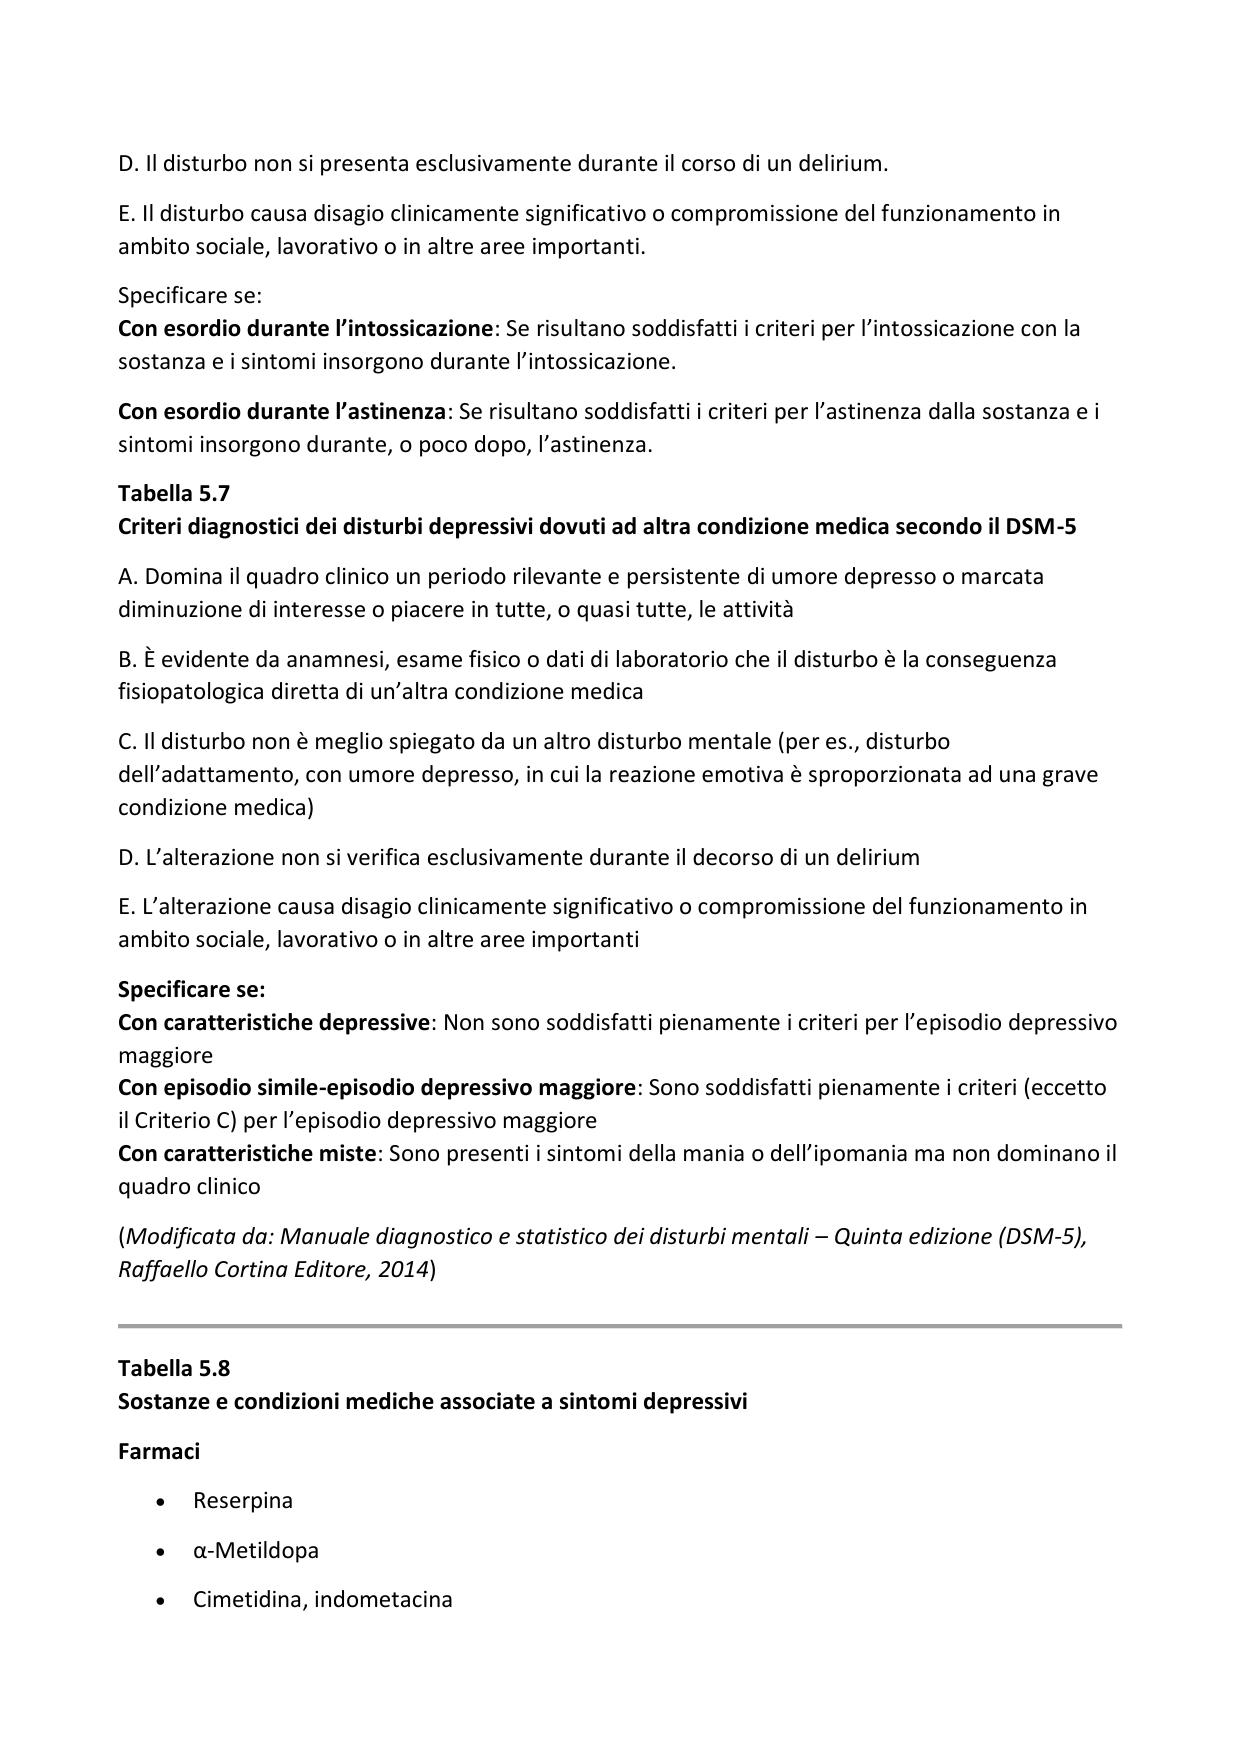 D. Il disturbo non si presenta esclusivamente durante il corso di un delirium.
E. Il disturbo causa disagio clinicamente significativo o compromissione del funzionamento in
ambito sociale, lavorativo o in altre aree importanti.
Specificare se:
Con esordio durante l’intossicazione: Se risultano soddisfatti i criteri per l’intossicazione con la
sostanza e i sintomi insorgono durante l’intossicazione.
Con esordio durante l’astinenza: Se risultano soddisfatti i criteri per l’astinenza dalla sostanza e i
sintomi insorgono durante, o poco dopo, l’astinenza.
Tabella 5.7
Criteri diagnostici dei disturbi depressivi dovuti ad altra condizione medica secondo il DSM-5
A. Domina il quadro clinico un periodo rilevante e persistente di umore depresso o marcata
diminuzione di interesse o piacere in tutte, o quasi tutte, le attività
B. È evidente da anamnesi, esame fisico o dati di laboratorio che il disturbo è la conseguenza
fisiopatologica diretta di un’altra condizione medica
C. Il disturbo non è meglio spiegato da un altro disturbo mentale (per es., disturbo
dell’adattamento, con umore depresso, in cui la reazione emotiva è sproporzionata ad una grave
condizione medica)
D. L’alterazione non si verifica esclusivamente durante il decorso di un delirium
E. L’alterazione causa disagio clinicamente significativo o compromissione del funzionamento in
ambito sociale, lavorativo o in altre aree importanti
Specificare se:
Con caratteristiche depressive: Non sono soddisfatti pienamente i criteri per l’episodio depressivo
maggiore
Con episodio simile-episodio depressivo maggiore: Sono soddisfatti pienamente i criteri (eccetto
il Criterio C) per l’episodio depressivo maggiore
Con caratteristiche miste: Sono presenti i sintomi della mania o dell’ipomania ma non dominano il
quadro clinico
(Modificata da: Manuale diagnostico e statistico dei disturbi mentali – Quinta edizione (DSM-5),
Raffaello Cortina Editore, 2014)
Tabella 5.8
Sostanze e condizioni mediche associate a sintomi depressivi
Farmaci
• Reserpina
• α-Metildopa
• Cimetidina, indometacina